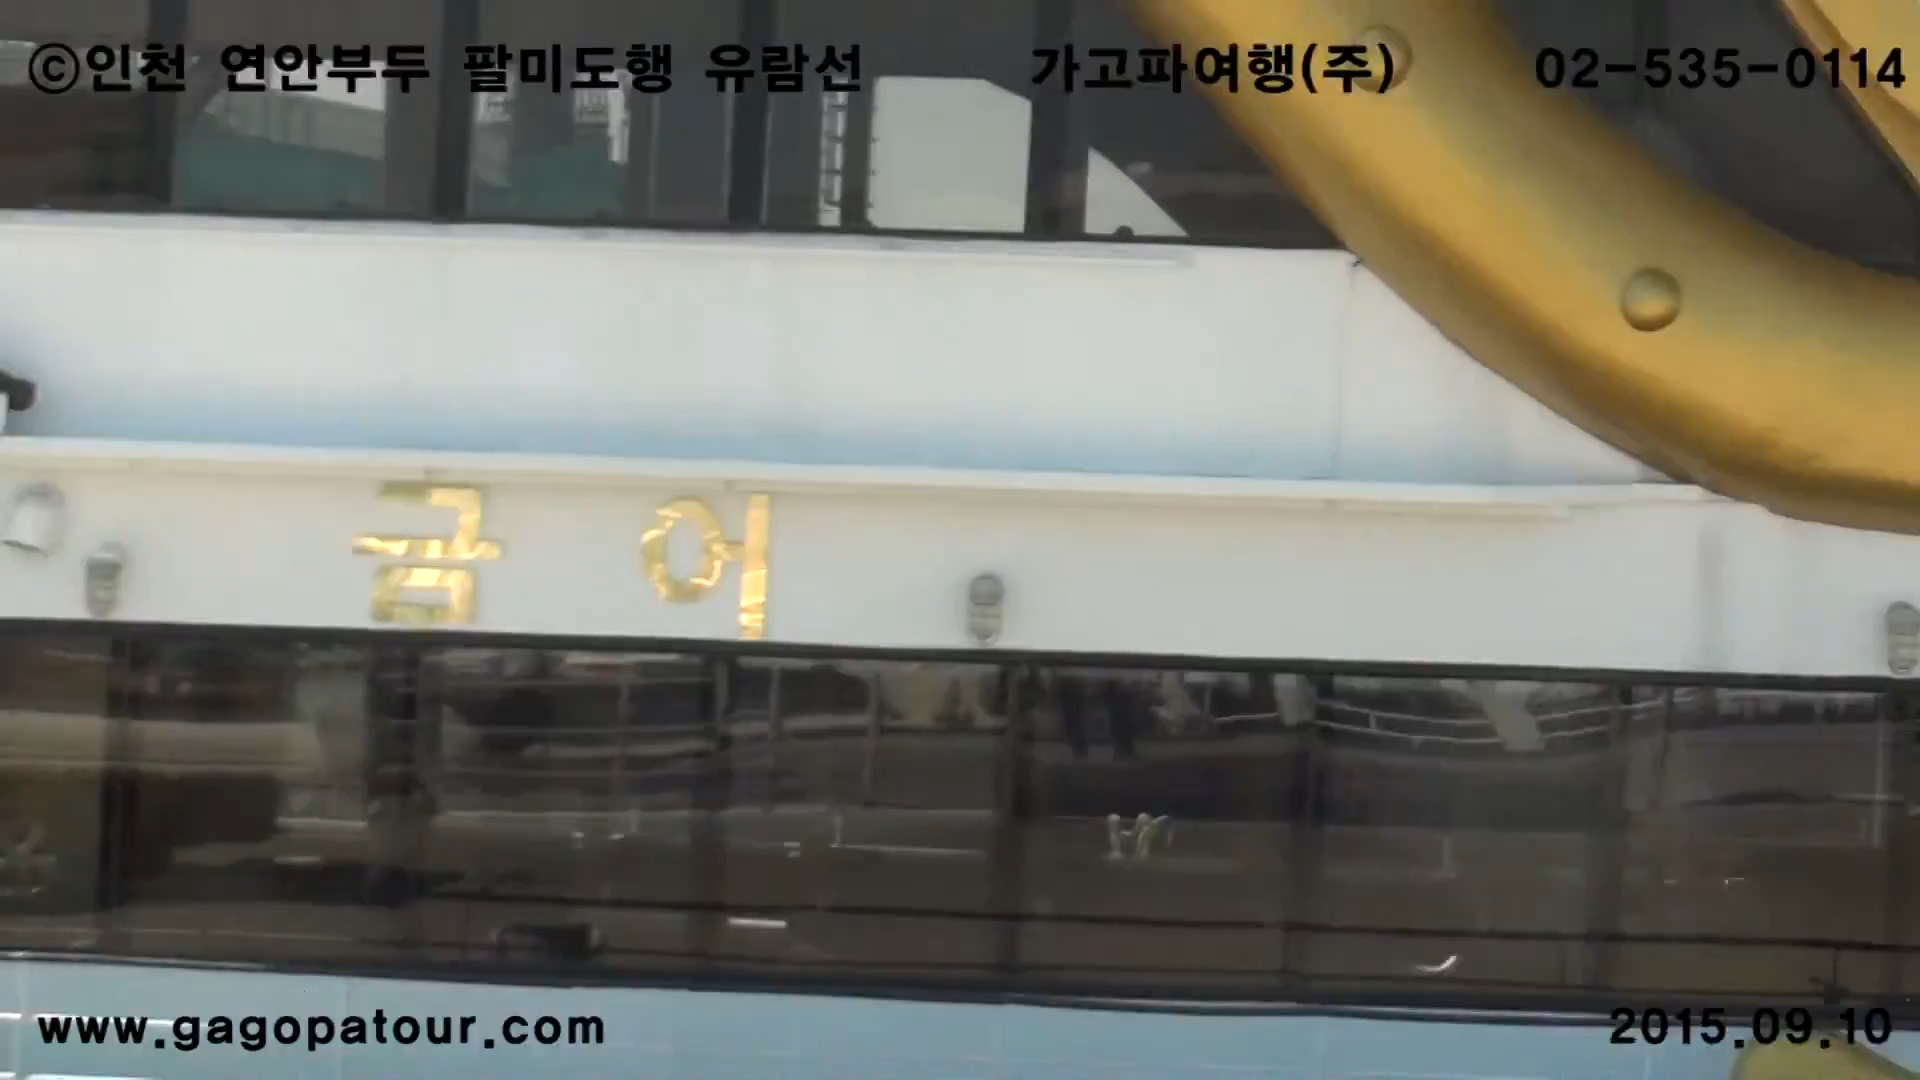 ©인천 연안부두 팔미도행 유람선 가고파여행(주) 02-535-0114
금 어
www.gagopatour.com 2015.09.10